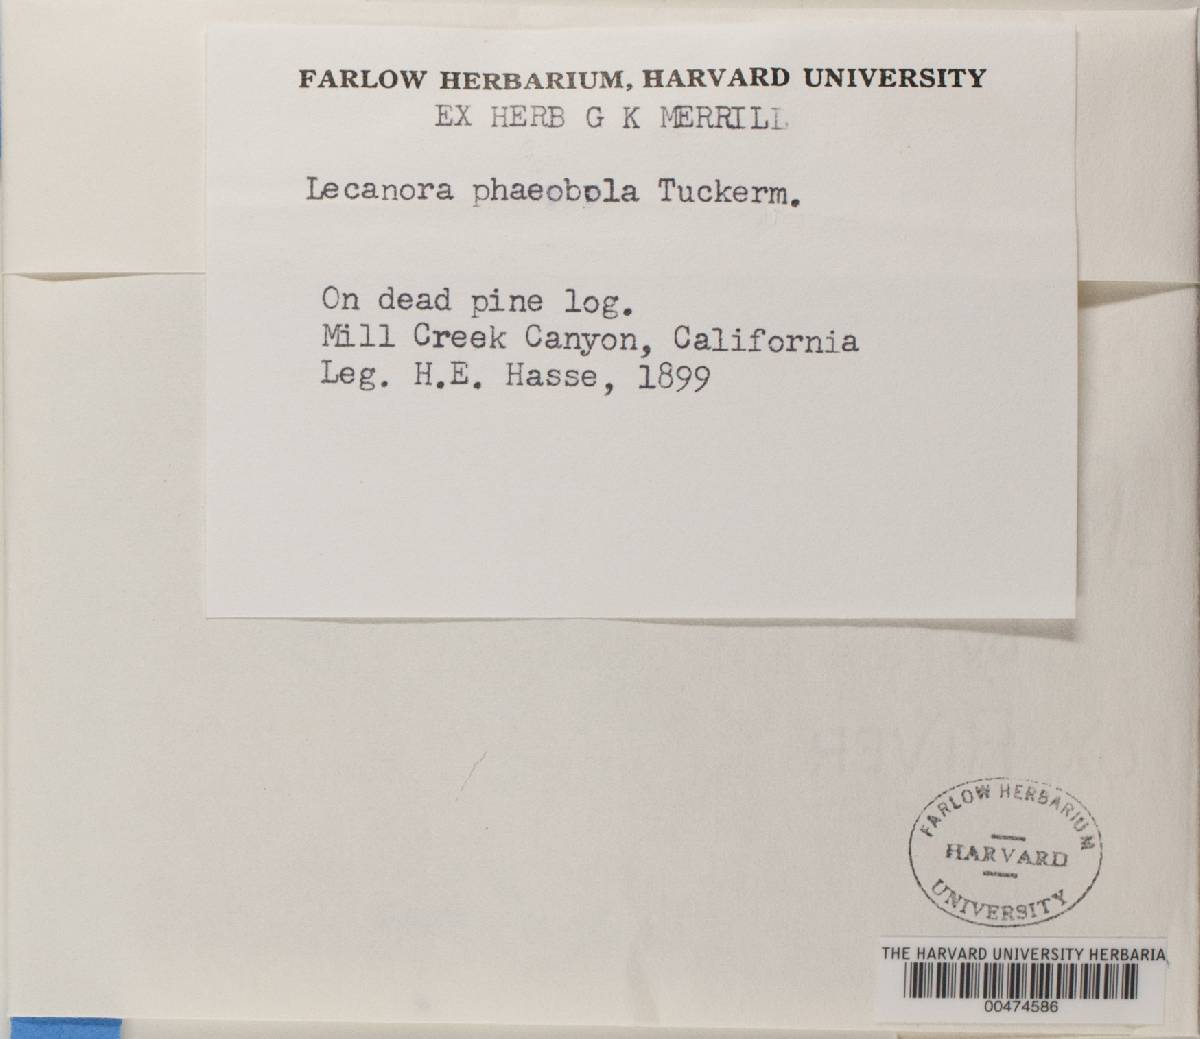 FARLOW HERBARIUM, HARVARD UNIVERSITY
EX HERB G K MERRILL
Lecanora phaeobola Tuckerm.
On dead pine log.
Mill Creek Canyon, California
Leg. H.E. Hasse, 1899
FARLOW HERBARIUM
HARVARD
UNIVERSITY
THE HARVARD UNIVERSITY HERBARIA
00474586